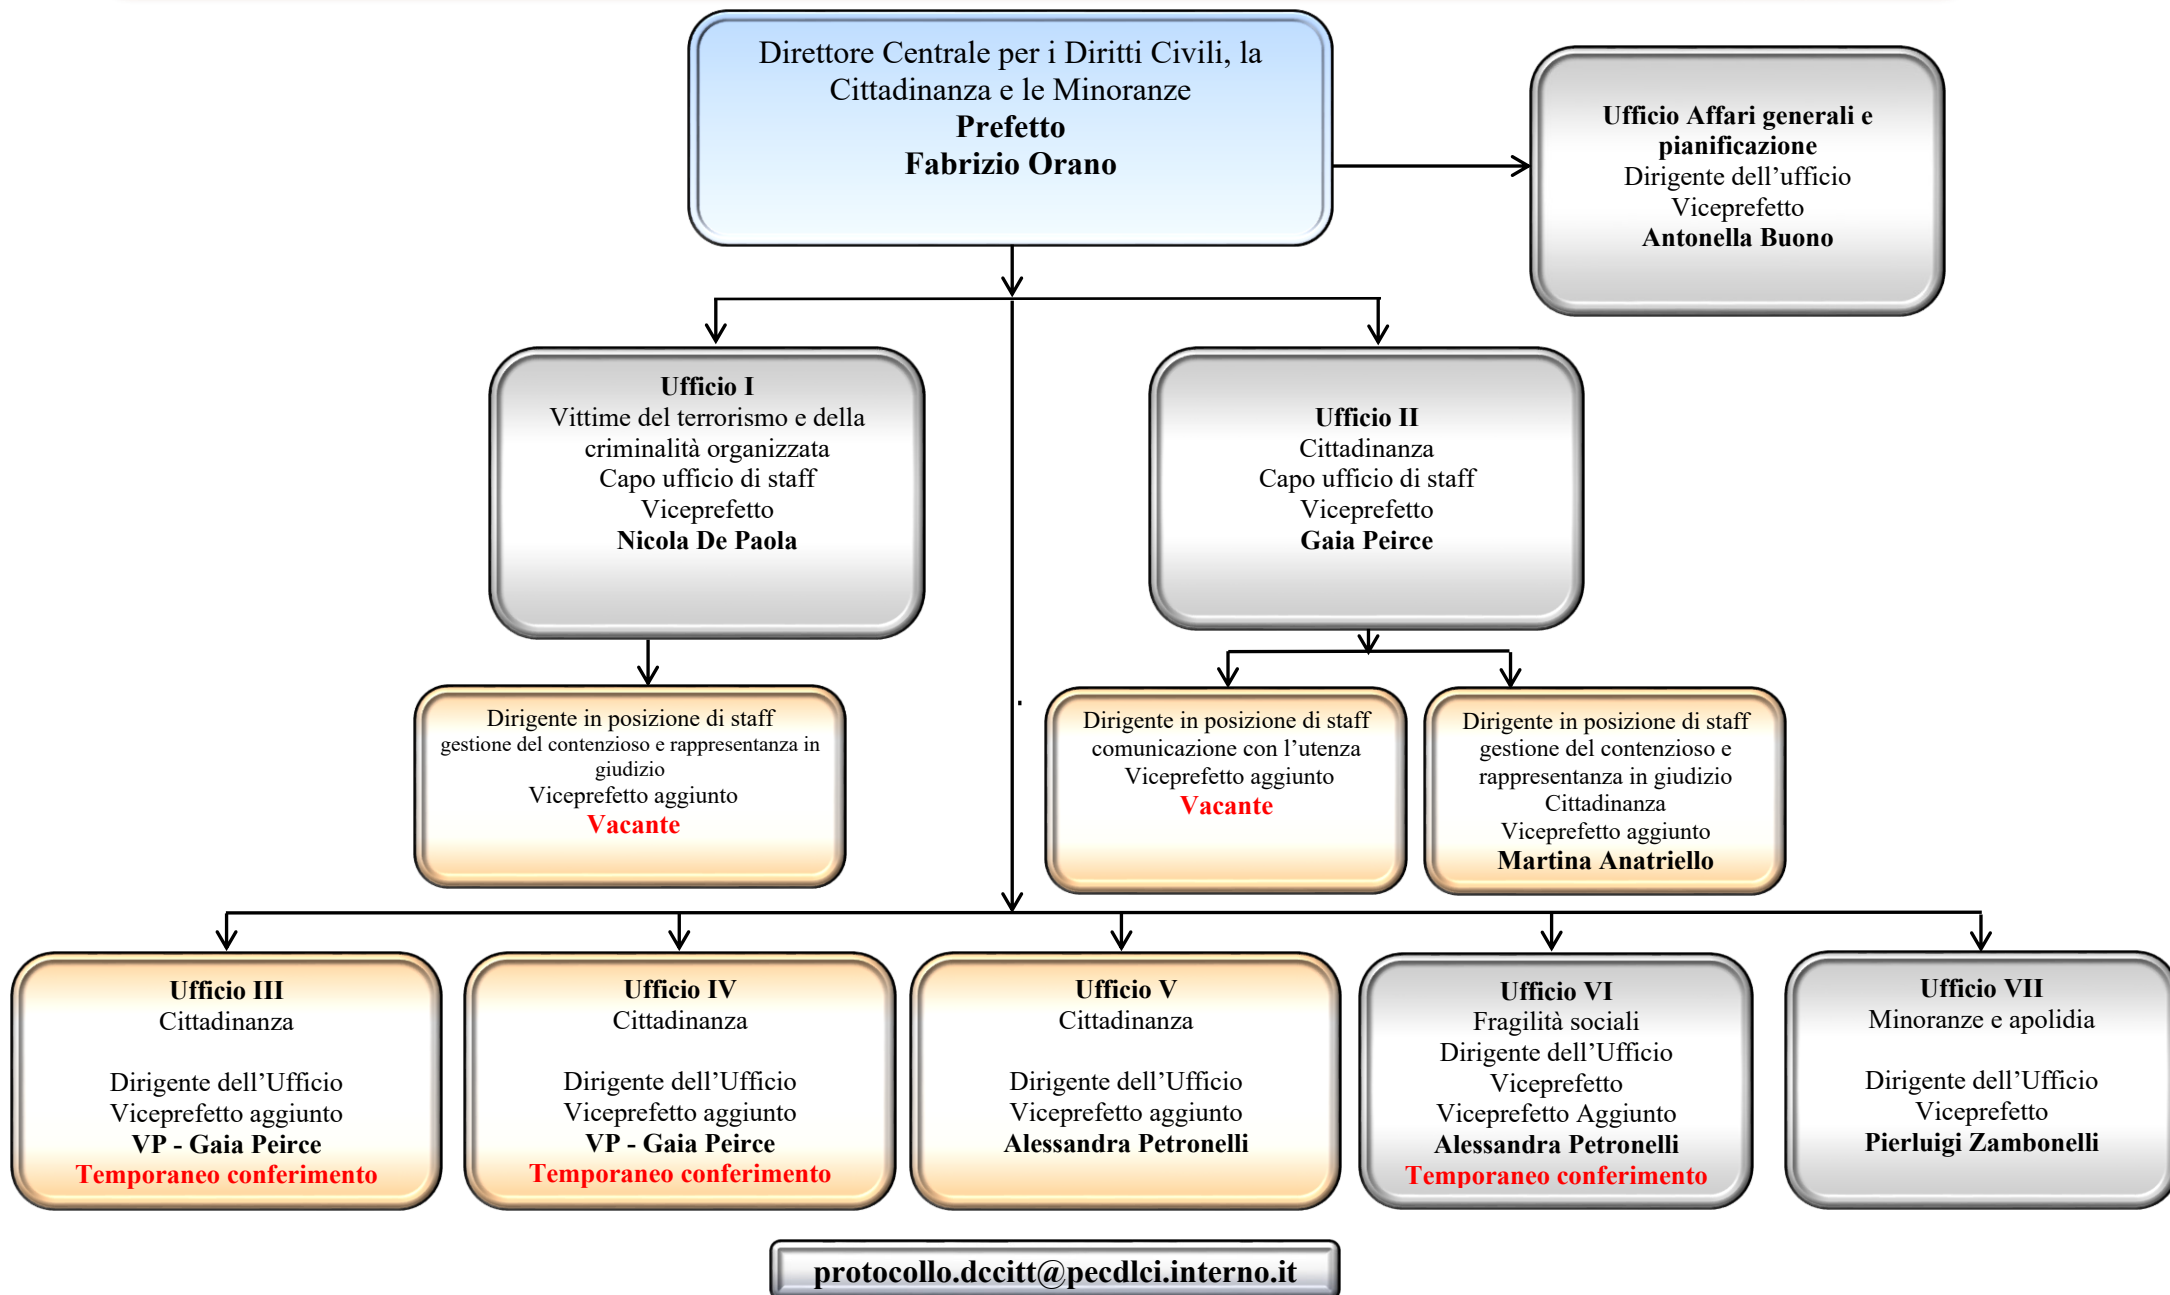 Direttore Centrale per i Diritti Civili, la
Cittadinanza e le Minoranze
Prefetto
Fabrizio Orano
Ufficio Affari generali e
pianificazione
Dirigente dell’ufficio
Viceprefetto
Antonella Buono
Ufficio I
Vittime del terrorismo e della
criminalità organizzata
Capo ufficio di staff
Viceprefetto
Nicola De Paola
Ufficio II
Cittadinanza
Capo ufficio di staff
Viceprefetto
Gaia Peirce
Dirigente in posizione di staff
gestione del contenzioso e rappresentanza in
giudizio
Viceprefetto aggiunto
Vacante
Dirigente in posizione di staff
comunicazione con l’utenza
Viceprefetto aggiunto
Vacante
Dirigente in posizione di staff
gestione del contenzioso e
rappresentanza in giudizio
Cittadinanza
Viceprefetto aggiunto
Martina Anatriello
Ufficio III
Cittadinanza
Dirigente dell’Ufficio
Viceprefetto aggiunto
VP - Gaia Peirce
Temporaneo conferimento
Ufficio IV
Cittadinanza
Dirigente dell’Ufficio
Viceprefetto aggiunto
VP - Gaia Peirce
Temporaneo conferimento
Ufficio V
Cittadinanza
Dirigente dell’Ufficio
Viceprefetto aggiunto
Alessandra Petronelli
Ufficio VI
Fragilità sociali
Dirigente dell’Ufficio
Viceprefetto
Viceprefetto Aggiunto
Alessandra Petronelli
Temporaneo conferimento
Ufficio VII
Minoranze e apolidia
Dirigente dell’Ufficio
Viceprefetto
Pierluigi Zambonelli
protocollo.dccitt@pecdlci.interno.it